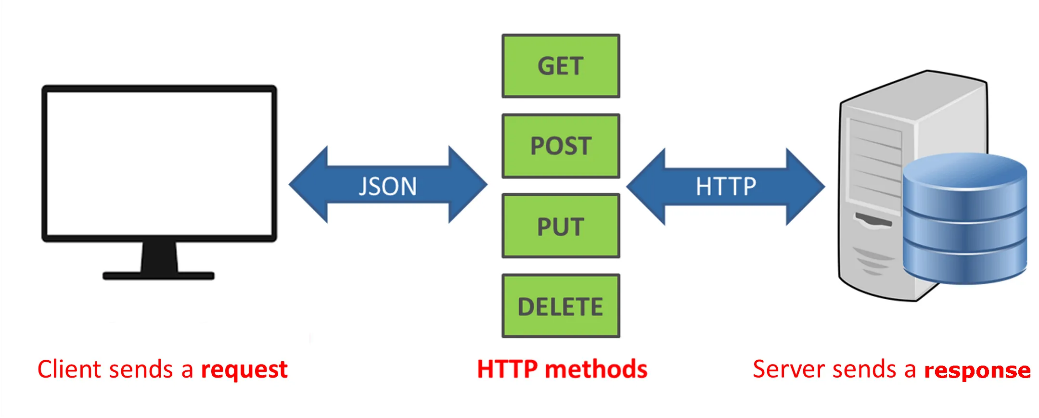 GET
POST
JSON
HTTP
PUT
DELETE
Client sends a request
HTTP methods
Server sends a response